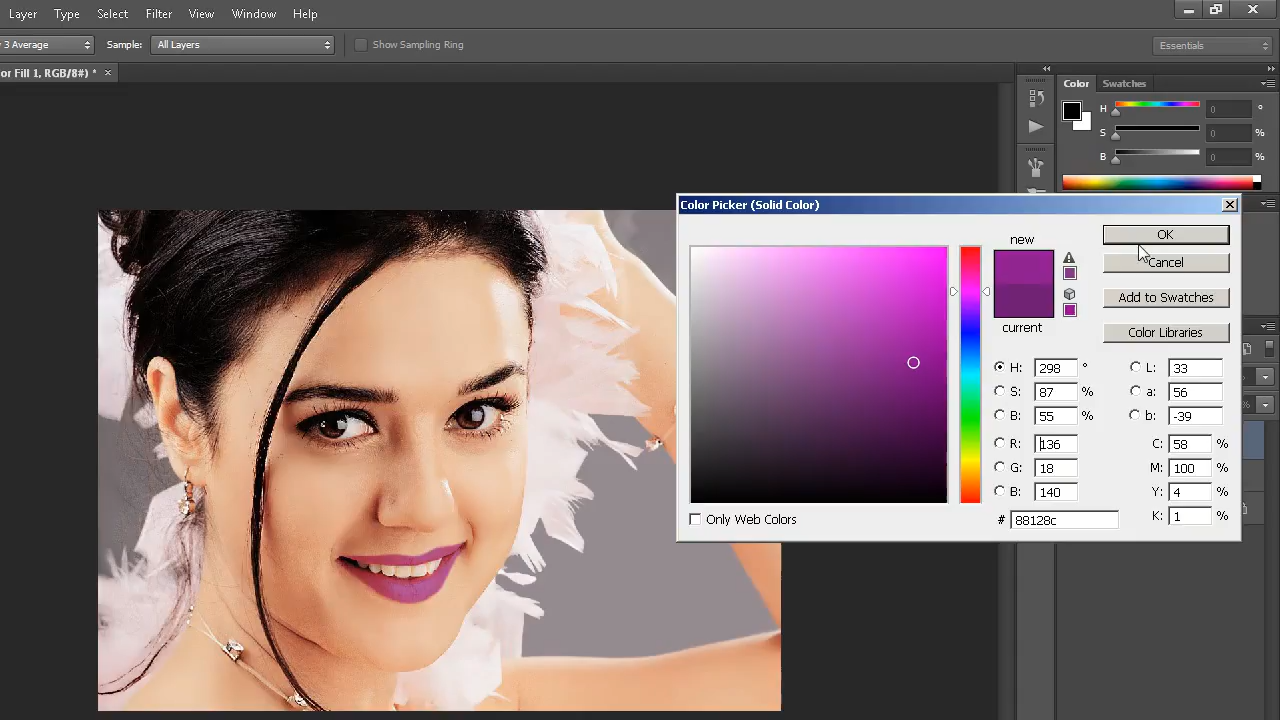 Layer Type Select Filter View Window Help
3 Average Sample: All Layers Show Sampling Ring Essentials
or Fill 1, RGB/8#) * ×
Color Swatches
H 0 °
S 0 %
B 0 %
Color Picker (Solid Color)
new
current
OK
Cancel
Add to Swatches
Color Libraries
H: 298 °
S: 87 %
B: 55 %
R: 136
G: 18
B: 140
# 88128c
L: 33
a: 56
b: -39
C: 58 %
M: 100 %
Y: 4 %
K: 1 %
Only Web Colors
%